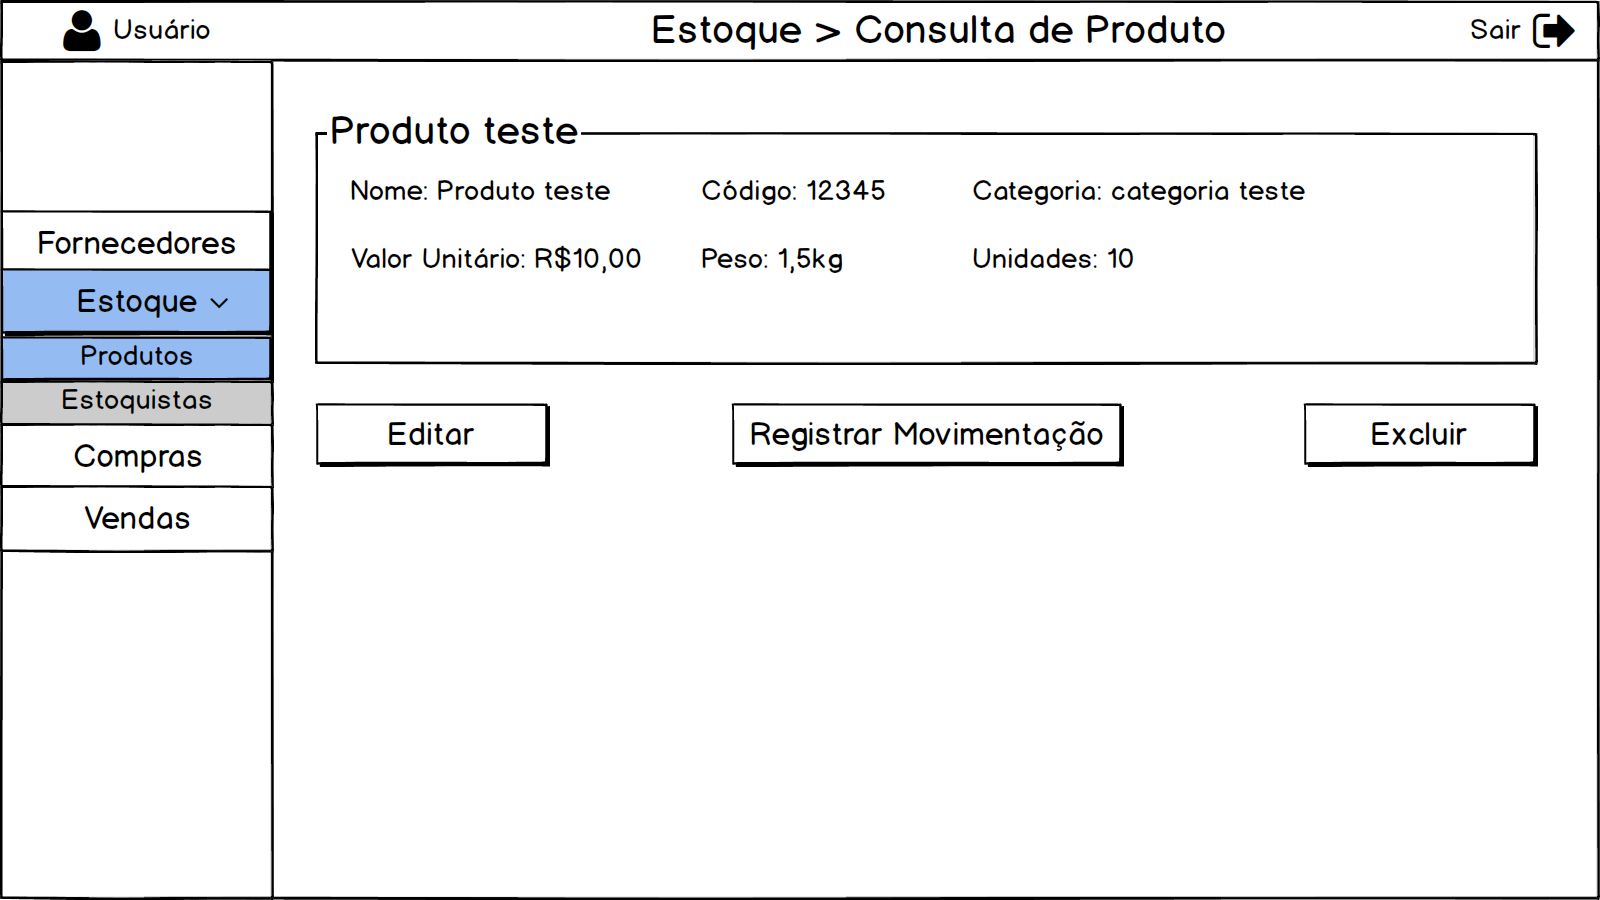 Usuário
Estoque > Consulta de Produto
Sair
Fornecedores
Estoque
Produtos
Estoquistas
Compras
Vendas
Produto teste
Nome: Produto teste
Código: 12345
Categoria: categoria teste
Valor Unitário: R$10,00
Peso: 1,5kg
Unidades: 10
Editar
Registrar Movimentação
Excluir